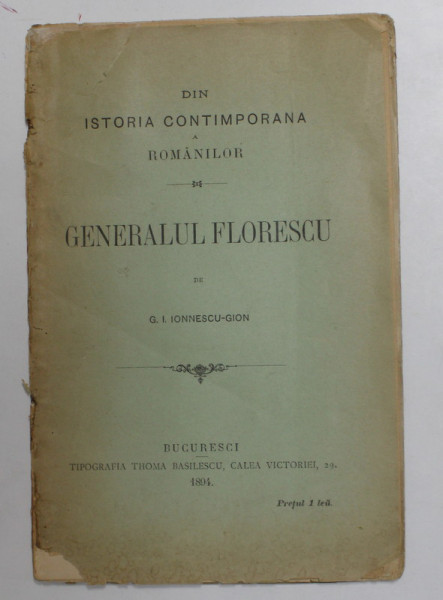 DIN
ISTORIA CONTIMPORANA
A
ROMÂNILOR
GENERALUL FLORESCU
DE
G. I. IONNESCU-GION
BUCURESCI
TIPOGRAFIA THOMA BASILESCU, CALEA VICTORIEI, 29.
1894.
Prețul 1 leŭ.